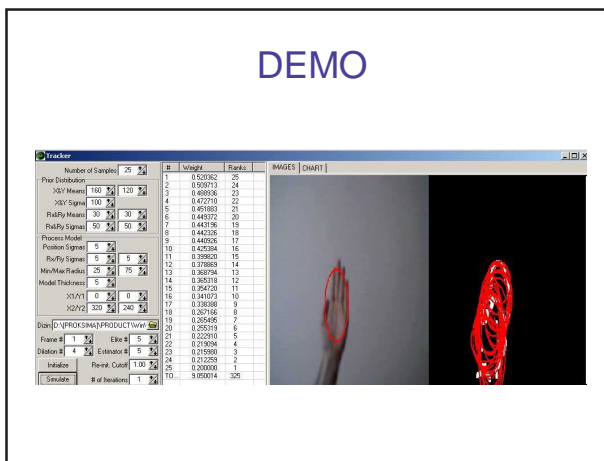 DEMO
Tracker
Number of Samples 25
Prior Distribution
X&Y Means 160 120
X&Y Sigma 100
Rx&Ry Means 30 30
Rx&Ry Sigmas 50 50
Process Model
Position Sigmas 5
Rx/Ry Sigmas 5 5
Min/Max Radius 25 75
Model Thickness 5
X1/Y1 0 0
X2/Y2 320 240
Dizin D:\PROKSIMA\PRODUCT\Win\
Frame # 1 Elite # 5
Dilation # 4 Estimator # 5
Initialize Re-init. Cutoff 1.00
Simulate # of Iterations 1
# Weight Ranks
1 0.520362 25
2 0.509713 24
3 0.488936 23
4 0.472710 22
5 0.451883 21
6 0.449372 20
7 0.443196 19
8 0.442326 18
9 0.440926 17
10 0.425384 16
11 0.399820 15
12 0.378869 14
13 0.368794 13
14 0.365318 12
15 0.354720 11
16 0.341073 10
17 0.338388 9
18 0.267166 8
19 0.265495 7
20 0.255319 6
21 0.222910 5
22 0.219094 4
23 0.215980 3
24 0.212259 2
25 0.200000 1
TO... 9.050014 325
IMAGES CHART